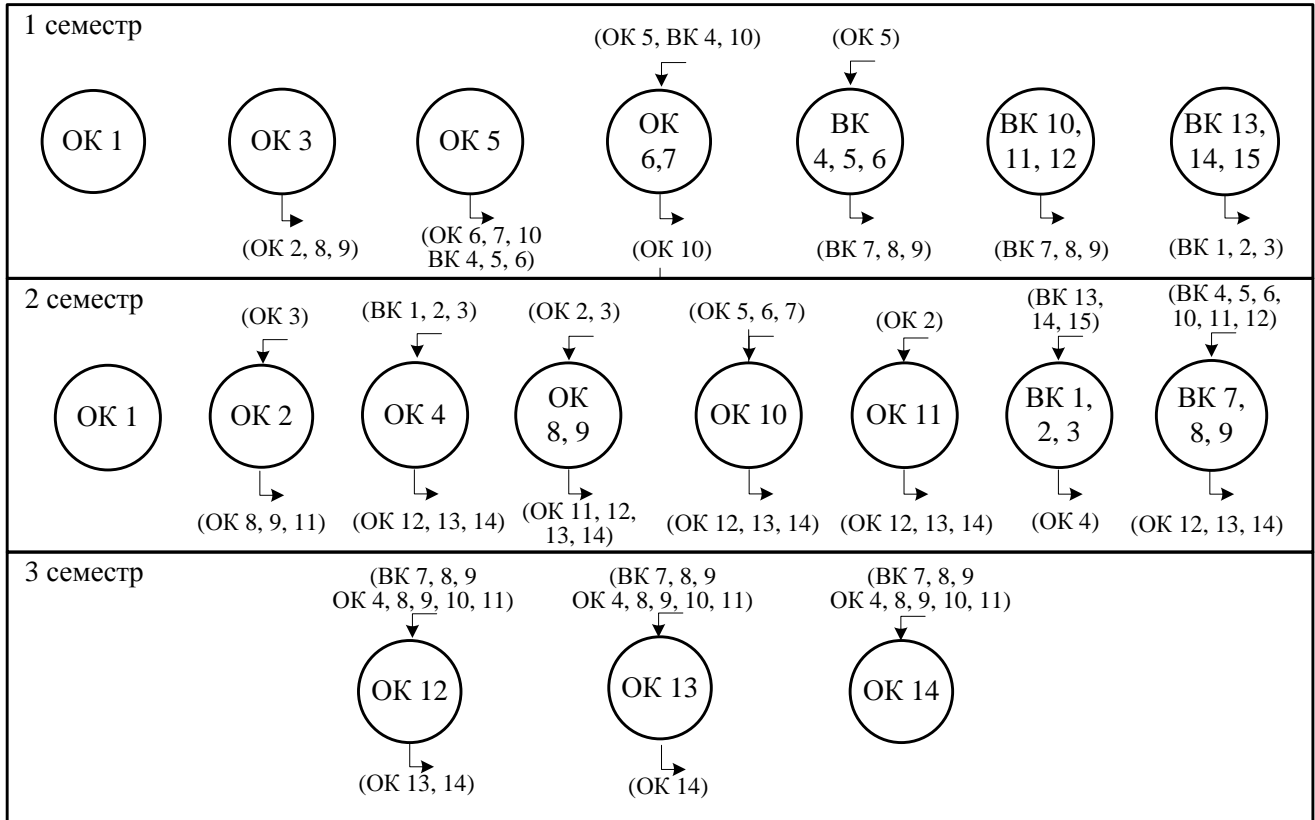 1 семестр
(ОК 5, ВК 4, 10)
(ОК 5)
ОК 1
ОК 3
ОК 5
ОК
6,7
ВК
4, 5, 6
ВК 10,
11, 12
ВК 13,
14, 15
(ОК 2, 8, 9)
(ОК 6, 7, 10
ВК 4, 5, 6)
(ОК 10)
(ВК 7, 8, 9)
(ВК 7, 8, 9)
(ВК 1, 2, 3)
2 семестр
(ОК 3)
(ВК 1, 2, 3)
(ОК 2, 3)
(ОК 5, 6, 7)
(ОК 2)
(ВК 13,
14, 15)
(ВК 4, 5, 6,
10, 11, 12)
ОК 1
ОК 2
ОК 4
ОК
8, 9
ОК 10
ОК 11
ВК 1,
2, 3
ВК 7,
8, 9
(ОК 8, 9, 11)
(ОК 12, 13, 14)
(ОК 11, 12,
13, 14)
(ОК 12, 13, 14)
(ОК 12, 13, 14)
(ОК 4)
(ОК 12, 13, 14)
3 семестр
(ВК 7, 8, 9
ОК 4, 8, 9, 10, 11)
(ВК 7, 8, 9
ОК 4, 8, 9, 10, 11)
(ВК 7, 8, 9
ОК 4, 8, 9, 10, 11)
ОК 12
ОК 13
ОК 14
(ОК 13, 14)
(ОК 14)